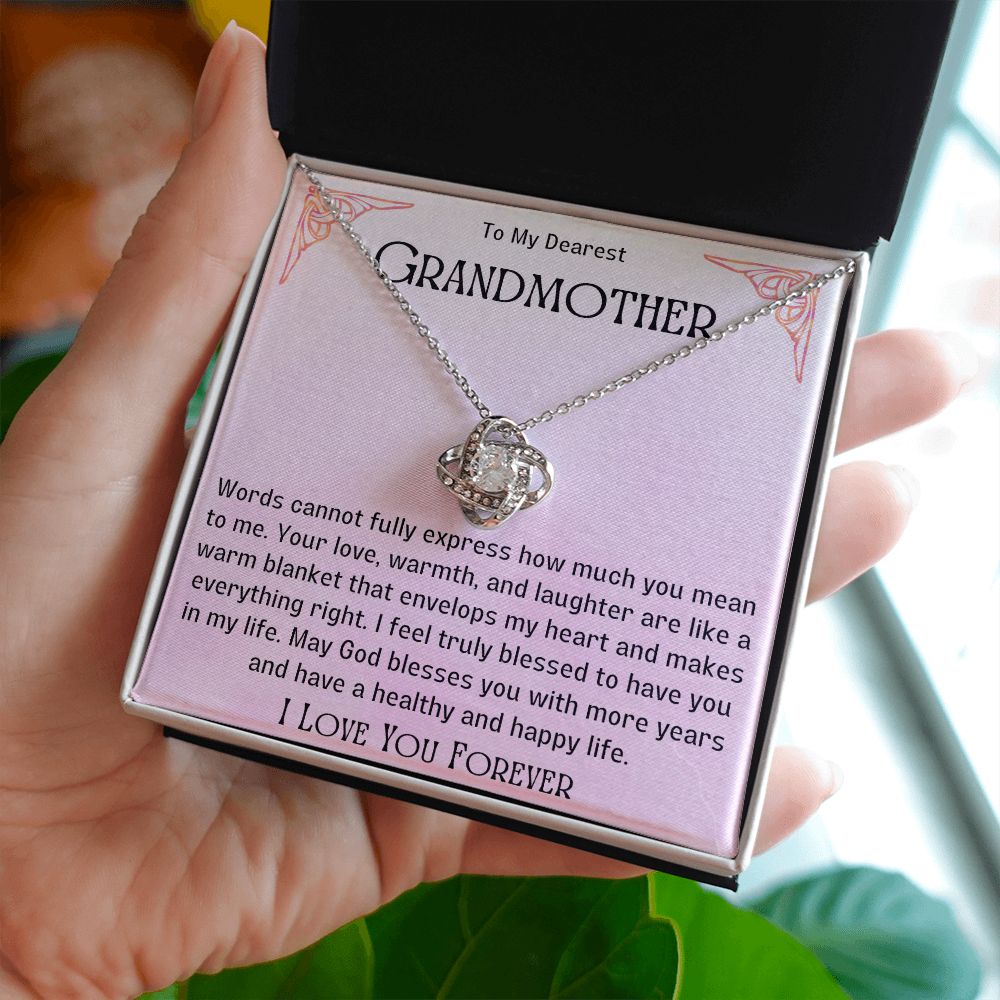 To My Dearest
GRANDMOTHER
Words cannot fully express how much you mean
to me. Your love, warmth, and laughter are like a
warm blanket that envelops my heart and makes
everything right. I feel truly blessed to have you
in my life. May God blesses you with more years
and have a healthy and happy life.
I LOVE YOU FOREVER